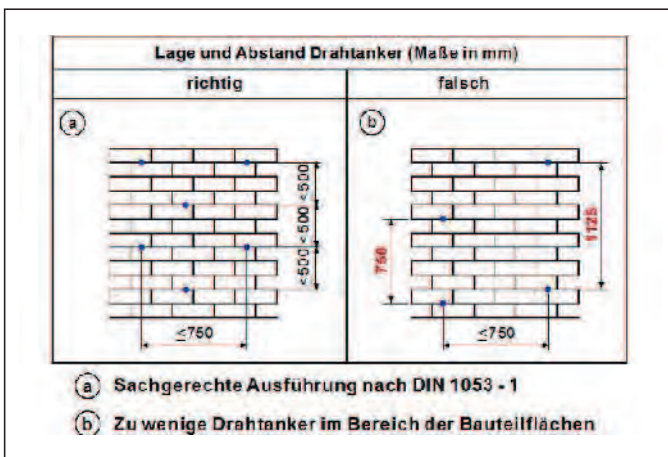 Lage und Abstand Drahtanker (Maße in mm)
richtig
falsch
a
b
<500
<500
<500
≤750
1125
756
≤750
a Sachgerechte Ausführung nach DIN 1053 - 1
b Zu wenige Drahtanker im Bereich der Bauteilflächen